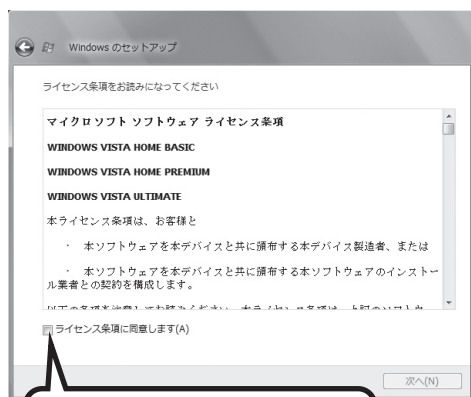 Windows のセットアップ
ライセンス条項をお読みになってください
マイクロソフト ソフトウェア ライセンス条項
WINDOWS VISTA HOME BASIC
WINDOWS VISTA HOME PREMIUM
WINDOWS VISTA ULTIMATE
本ライセンス条項は、お客様と
· 本ソフトウェアを本デバイスと共に頒布する本デバイス製造者、または
· 本ソフトウェアを本デバイスと共に頒布する本ソフトウェアのインストー
ル業者との契約を構成します。
ライセンス条項に同意します(A)
次へ(N)